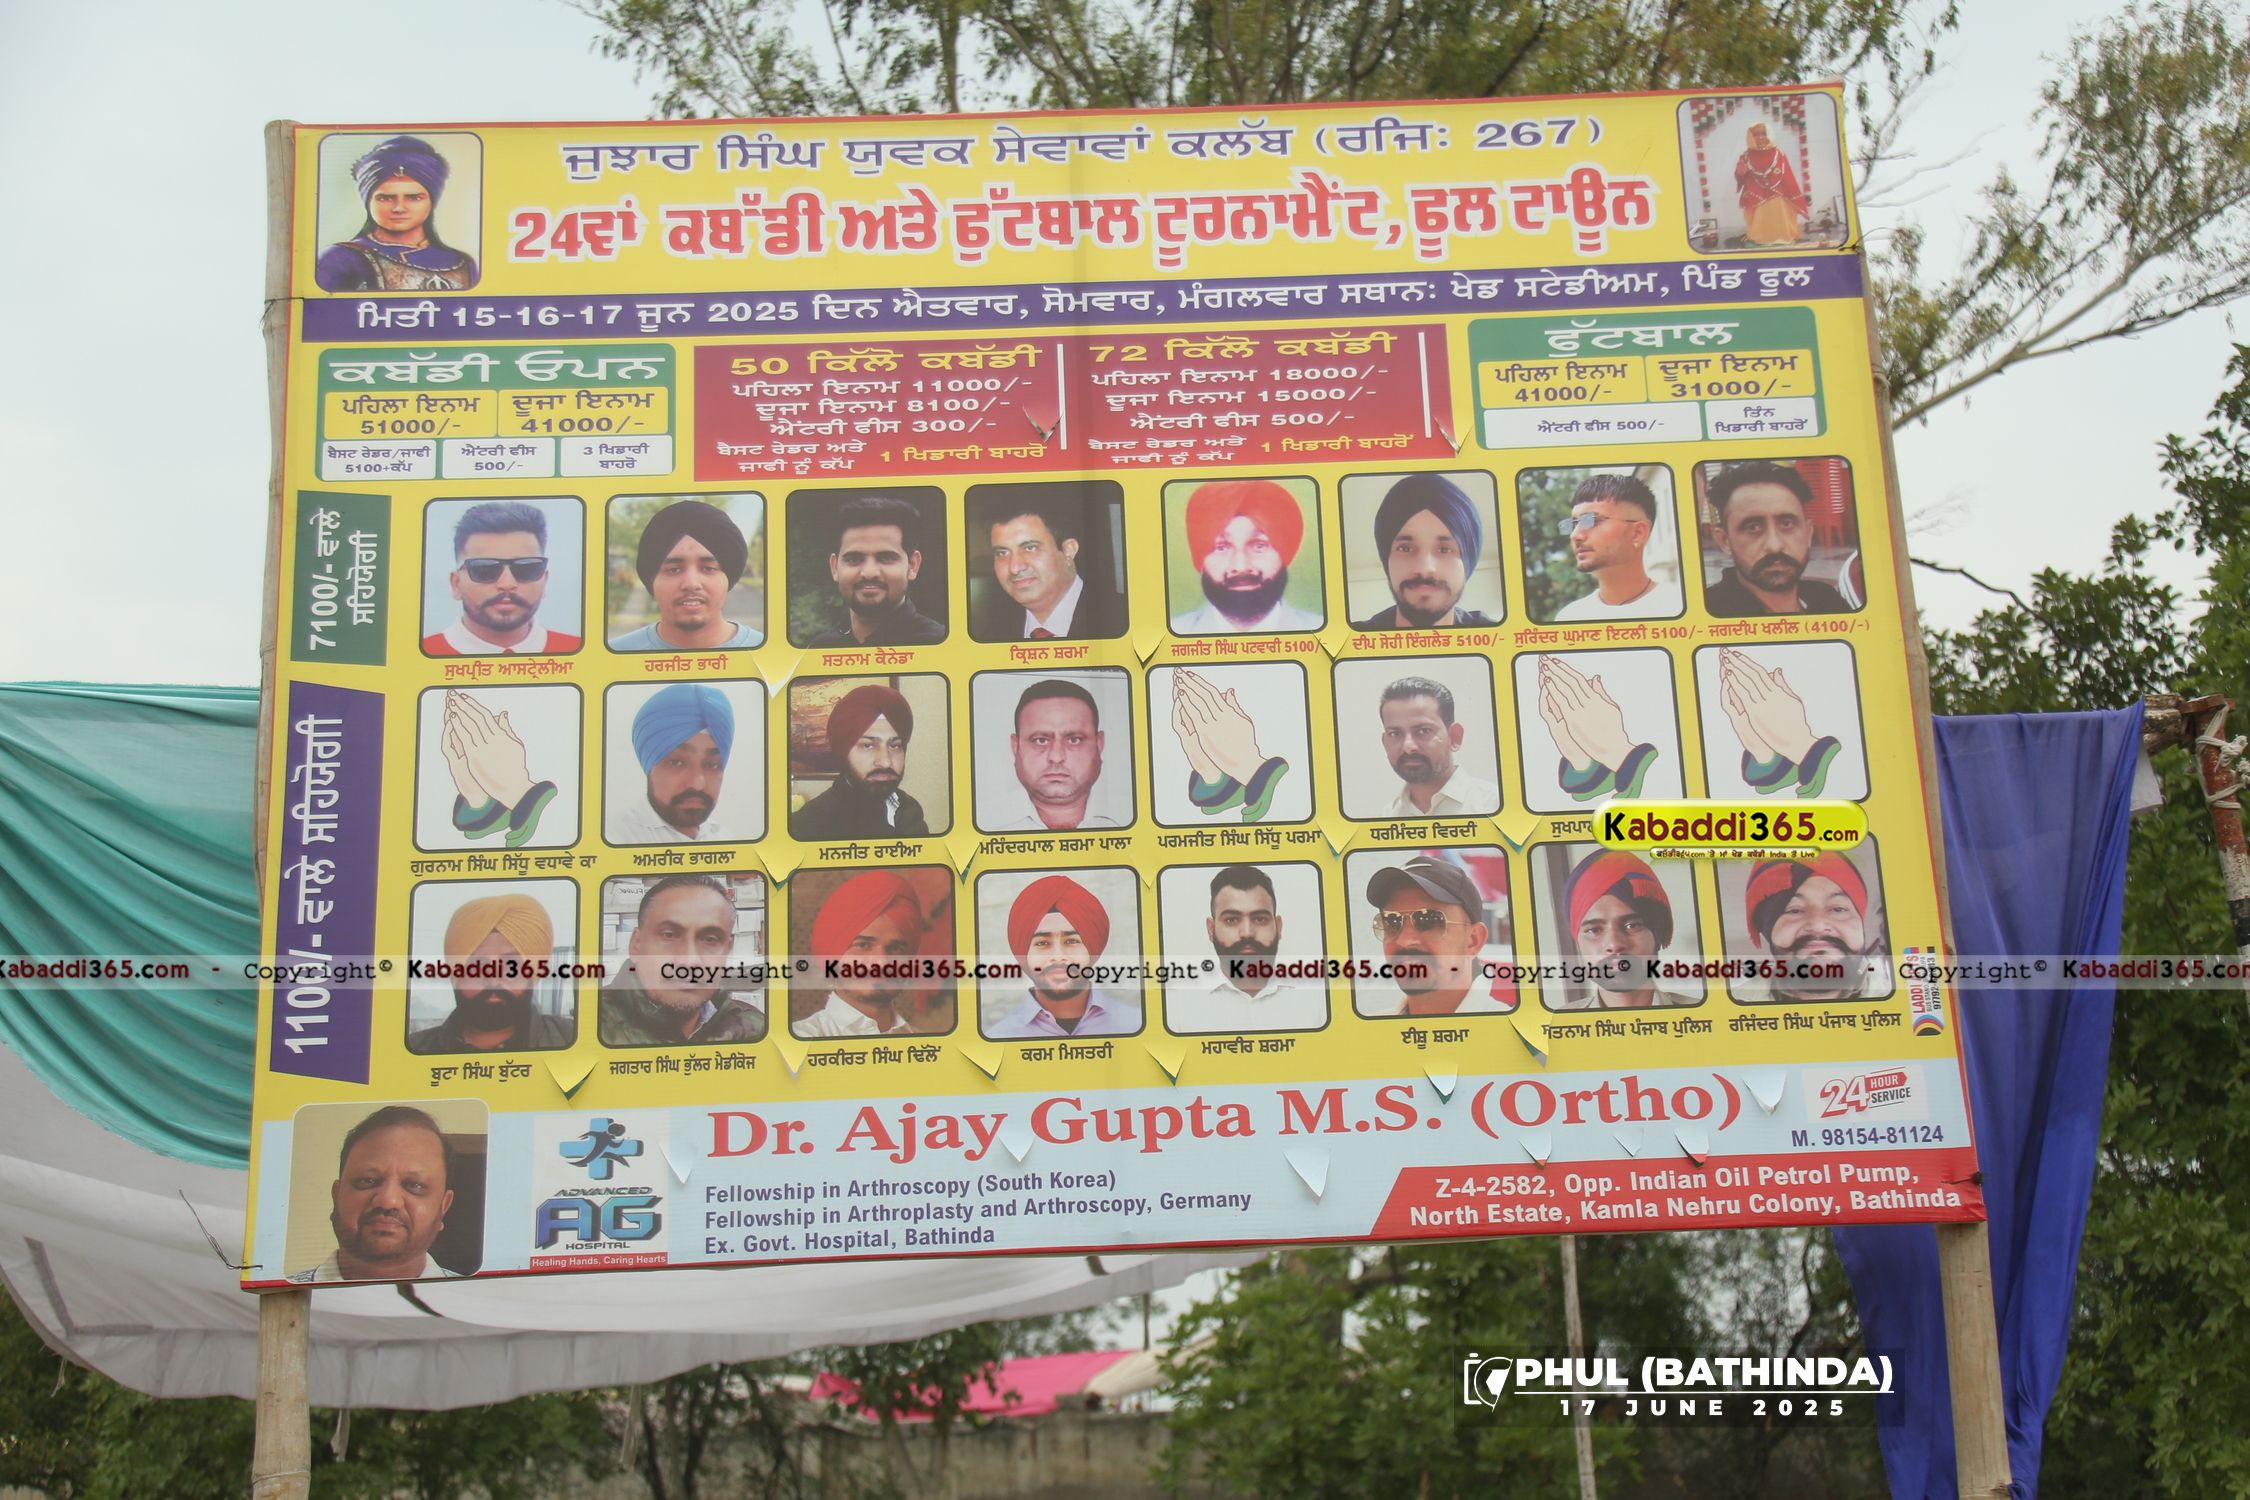 ਜੁਝਾਰ ਸਿੰਘ ਯੁਵਕ ਸੇਵਾਵਾਂ ਕਲੱਬ (ਰਜਿਃ 267)
24ਵਾਂ ਕਬੱਡੀ ਅਤੇ ਫੁੱਟਬਾਲ ਟੂਰਨਾਮੈਂਟ, ਫੂਲ ਟਾਊਨ
ਮਿਤੀ 15-16-17 ਜੂਨ 2025 ਦਿਨ ਐਤਵਾਰ, ਸੋਮਵਾਰ, ਮੰਗਲਵਾਰ ਸਥਾਨਃ ਖੇਡ ਸਟੇਡੀਅਮ, ਪਿੰਡ ਫੂਲ
ਕਬੱਡੀ ਓਪਨ
ਪਹਿਲਾ ਇਨਾਮ 51000/-
ਦੂਜਾ ਇਨਾਮ 41000/-
ਬੈਸਟ ਰੇਡਰ/ਜਾਫੀ 5100+ਕੱਪ
ਐਂਟਰੀ ਫੀਸ 500/-
3 ਖਿਡਾਰੀ ਬਾਹਰੋਂ
50 ਕਿੱਲੋ ਕਬੱਡੀ
ਪਹਿਲਾ ਇਨਾਮ 11000/-
ਦੂਜਾ ਇਨਾਮ 8100/-
ਐਂਟਰੀ ਫੀਸ 300/-
ਬੈਸਟ ਰੇਡਰ ਅਤੇ ਜਾਫੀ ਨੂੰ ਕੱਪ
1 ਖਿਡਾਰੀ ਬਾਹਰੋਂ
72 ਕਿੱਲੋ ਕਬੱਡੀ
ਪਹਿਲਾ ਇਨਾਮ 18000/-
ਦੂਜਾ ਇਨਾਮ 15000/-
ਐਂਟਰੀ ਫੀਸ 500/-
ਬੈਸਟ ਰੇਡਰ ਅਤੇ ਜਾਫੀ ਨੂੰ ਕੱਪ
1 ਖਿਡਾਰੀ ਬਾਹਰੋਂ
ਫੁੱਟਬਾਲ
ਪਹਿਲਾ ਇਨਾਮ 41000/-
ਦੂਜਾ ਇਨਾਮ 31000/-
ਐਂਟਰੀ ਫੀਸ 500/-
ਤਿੰਨ ਖਿਡਾਰੀ ਬਾਹਰੋਂ
7100/- ਵਾਲੇ ਸਹਿਯੋਗੀ
ਸੁਖਪ੍ਰੀਤ ਆਸਟ੍ਰੇਲੀਆ
ਹਰਜੀਤ ਭਾਰੀ
ਸਤਨਾਮ ਕੈਨੇਡਾ
ਕ੍ਰਿਸ਼ਨ ਸ਼ਰਮਾ
ਜਗਜੀਤ ਸਿੰਘ ਪਟਵਾਰੀ 5100/-
ਦੀਪ ਸੋਹੀ ਇੰਗਲੈਡ 5100/-
ਸੁਰਿੰਦਰ ਘੁਮਾਣ ਇਟਲੀ 5100/-
ਜਗਦੀਪ ਖਲੀਲ (4100/-)
1100/- ਵਾਲੇ ਸਹਿਯੋਗੀ
ਗੁਰਨਾਮ ਸਿੰਘ ਸਿੱਧੂ ਵਧਾਵੇ ਕਾ
ਅਮਰੀਕ ਭਾਗਲਾ
ਮਨਜੀਤ ਰਾਈਆ
ਮਹਿੰਦਰਪਾਲ ਸ਼ਰਮਾ ਪਾਲਾ
ਪਰਮਜੀਤ ਸਿੰਘ ਸਿੱਧੂ ਪਰਮਾ
ਧਰਮਿੰਦਰ ਵਿਰਦੀ
Kabaddi365.com
ਬੂਟਾ ਸਿੰਘ ਬੁੱਟਰ
ਜਗਤਾਰ ਸਿੰਘ ਭੁੱਲਰ ਮੈਡੀਕੋਜ
ਹਰਕੀਰਤ ਸਿੰਘ ਢਿੱਲੋਂ
ਕਰਮ ਮਿਸਤਰੀ
ਮਹਾਵੀਰ ਸ਼ਰਮਾ
ਈਸ਼ੂ ਸ਼ਰਮਾ
ਸਤਨਾਮ ਸਿੰਘ ਪੰਜਾਬ ਪੁਲਿਸ
ਰਜਿੰਦਰ ਸਿੰਘ ਪੰਜਾਬ ਪੁਲਿਸ
Kabaddi365.com - Copyright© Kabaddi365.com - Copyright© Kabaddi365.com - Copyright© Kabaddi365.com - Copyright© Kabaddi365.com - Copyright© Kabaddi365.com
Dr. Ajay Gupta M.S. (Ortho)
24 HOUR SERVICE
M. 98154-81124
ADVANCED
AG
HOSPITAL
Healing Hands, Caring Hearts
Fellowship in Arthroscopy (South Korea)
Fellowship in Arthroplasty and Arthroscopy, Germany
Ex. Govt. Hospital, Bathinda
Z-4-2582, Opp. Indian Oil Petrol Pump,
North Estate, Kamla Nehru Colony, Bathinda
PHUL (BATHINDA)
17 JUNE 2025